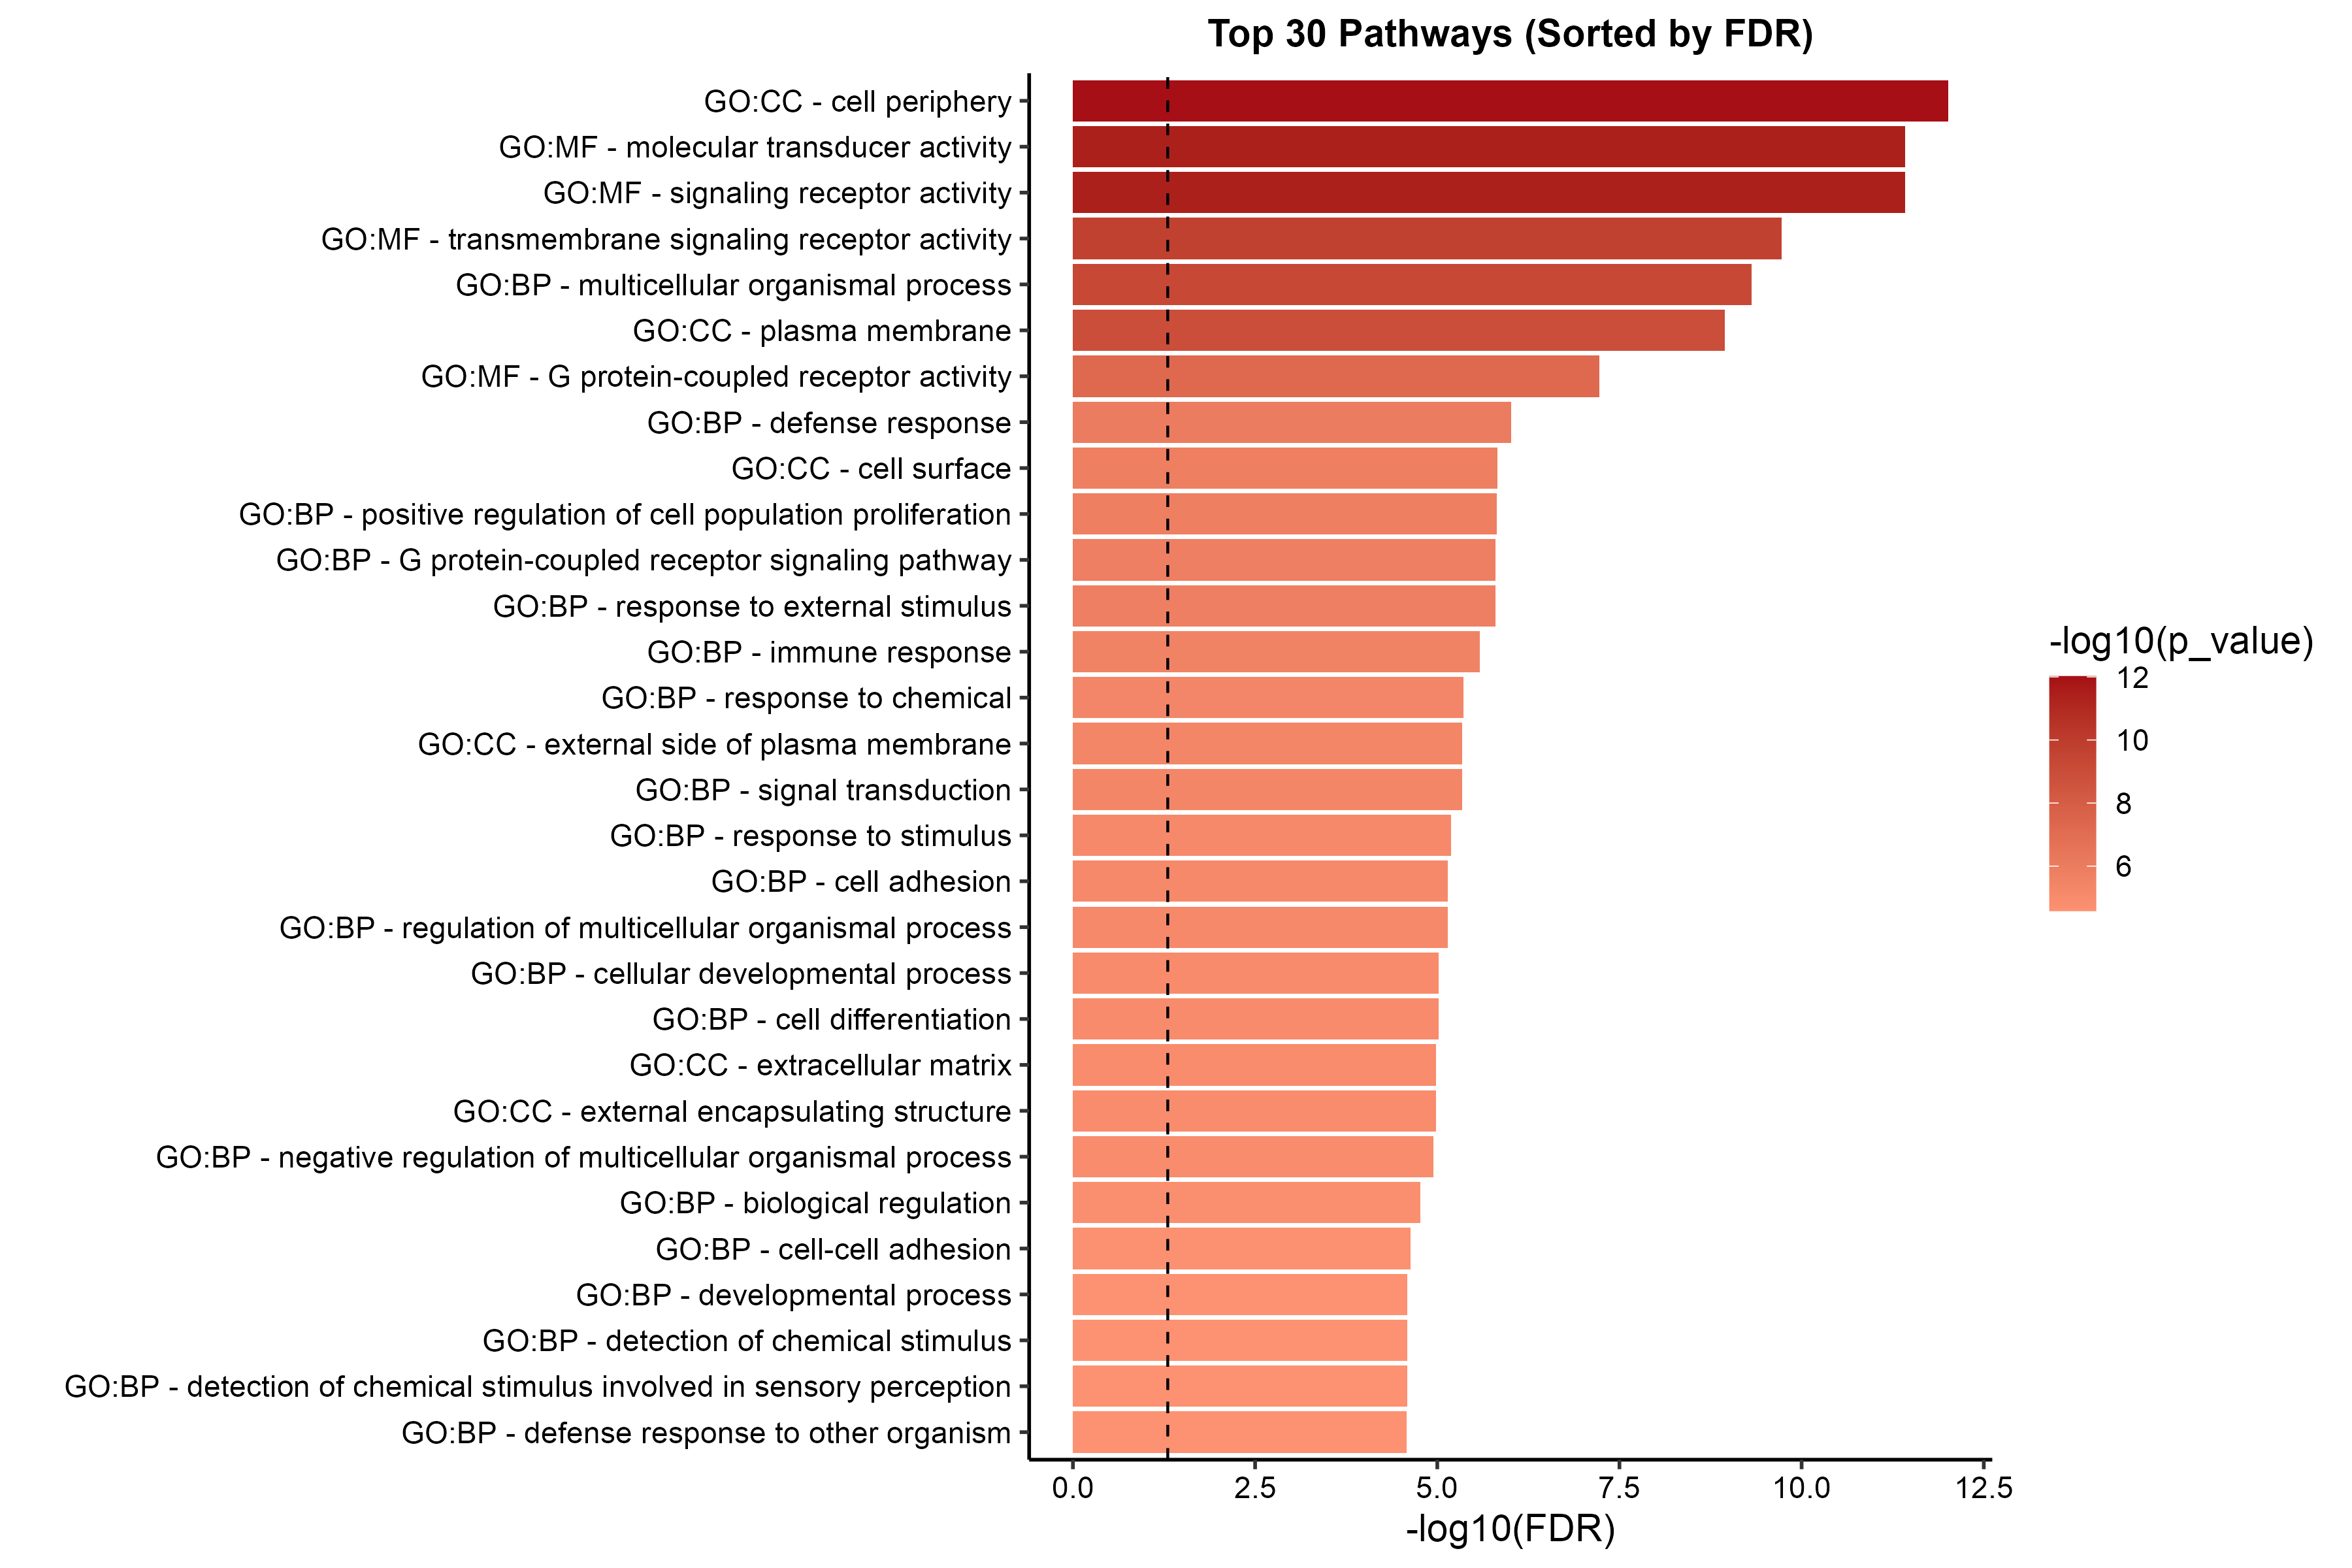 Top 30 Pathways (Sorted by FDR)
GO:CC - cell periphery
GO:MF - molecular transducer activity
GO:MF - signaling receptor activity
GO:MF - transmembrane signaling receptor activity
GO:BP - multicellular organismal process
GO:CC - plasma membrane
GO:MF - G protein-coupled receptor activity
GO:BP - defense response
GO:CC - cell surface
GO:BP - positive regulation of cell population proliferation
GO:BP - G protein-coupled receptor signaling pathway
GO:BP - response to external stimulus
GO:BP - immune response
GO:BP - response to chemical
GO:CC - external side of plasma membrane
GO:BP - signal transduction
GO:BP - response to stimulus
GO:BP - cell adhesion
GO:BP - regulation of multicellular organismal process
GO:BP - cellular developmental process
GO:BP - cell differentiation
GO:CC - extracellular matrix
GO:CC - external encapsulating structure
GO:BP - negative regulation of multicellular organismal process
GO:BP - biological regulation
GO:BP - cell-cell adhesion
GO:BP - developmental process
GO:BP - detection of chemical stimulus
GO:BP - detection of chemical stimulus involved in sensory perception
GO:BP - defense response to other organism
0.0 2.5 5.0 7.5 10.0 12.5
-log10(FDR)
-log10(p_value)
12
10
8
6